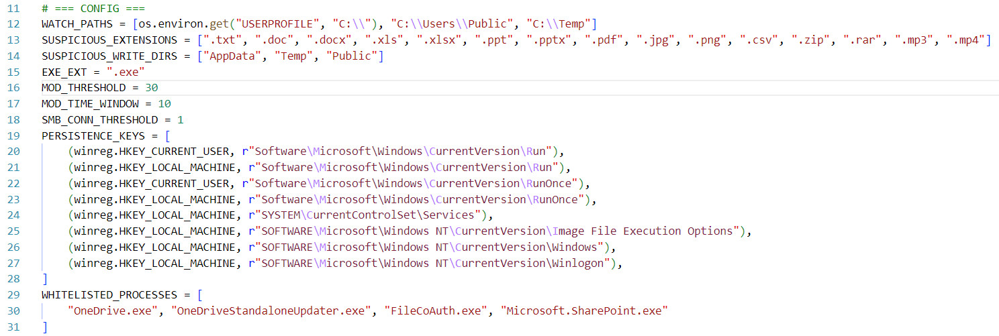 11 # === CONFIG ===
12 WATCH_PATHS = [os.environ.get("USERPROFILE", "C:\\"), "C:\\Users\\Public", "C:\\Temp"]
13 SUSPICIOUS_EXTENSIONS = [".txt", ".doc", ".docx", ".xls", ".xlsx", ".ppt", ".pptx", ".pdf", ".jpg", ".png", ".csv", ".zip", ".rar", ".mp3", ".mp4"]
14 SUSPICIOUS_WRITE_DIRS = ["AppData", "Temp", "Public"]
15 EXE_EXT = ".exe"
16 MOD_THRESHOLD = 30
17 MOD_TIME_WINDOW = 10
18 SMB_CONN_THRESHOLD = 1
19 PERSISTENCE_KEYS = [
20     (winreg.HKEY_CURRENT_USER, r"Software\Microsoft\Windows\CurrentVersion\Run"),
21     (winreg.HKEY_LOCAL_MACHINE, r"Software\Microsoft\Windows\CurrentVersion\Run"),
22     (winreg.HKEY_CURRENT_USER, r"Software\Microsoft\Windows\CurrentVersion\RunOnce"),
23     (winreg.HKEY_LOCAL_MACHINE, r"Software\Microsoft\Windows\CurrentVersion\RunOnce"),
24     (winreg.HKEY_LOCAL_MACHINE, r"SYSTEM\CurrentControlSet\Services"),
25     (winreg.HKEY_LOCAL_MACHINE, r"SOFTWARE\Microsoft\Windows NT\CurrentVersion\Image File Execution Options"),
26     (winreg.HKEY_LOCAL_MACHINE, r"SOFTWARE\Microsoft\Windows NT\CurrentVersion\Windows"),
27     (winreg.HKEY_LOCAL_MACHINE, r"SOFTWARE\Microsoft\Windows NT\CurrentVersion\Winlogon"),
28 ]
29 WHITELISTED_PROCESSES = [
30     "OneDrive.exe", "OneDriveStandaloneUpdater.exe", "FileCoAuth.exe", "Microsoft.SharePoint.exe"
31 ]